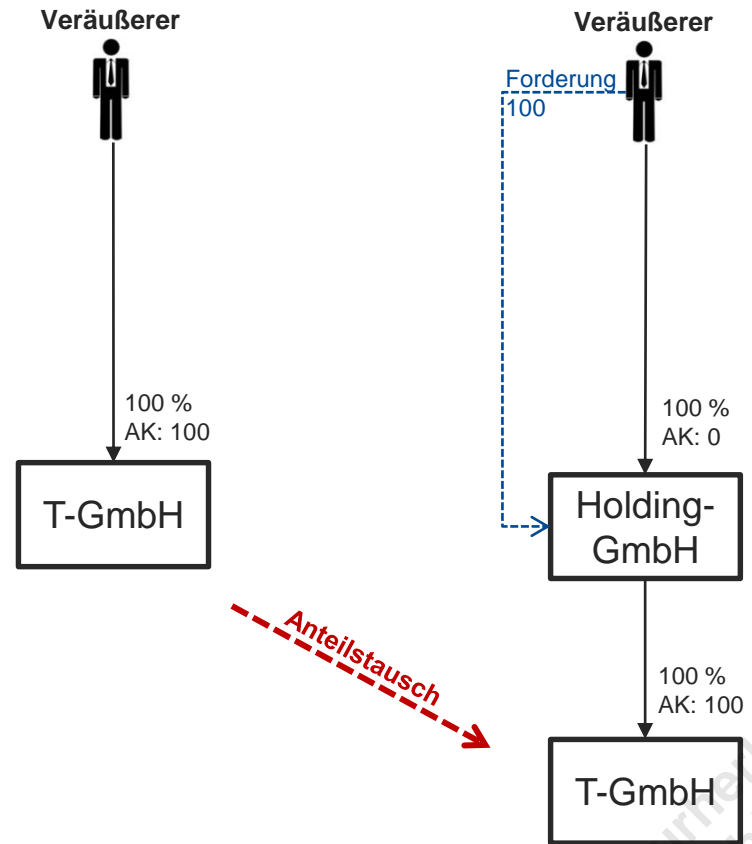 Veräußerer
100 %
AK: 100
T-GmbH
Anteilstausch
Veräußerer
Forderung
100
100 %
AK: 0
Holding-
GmbH
100 %
AK: 100
T-GmbH